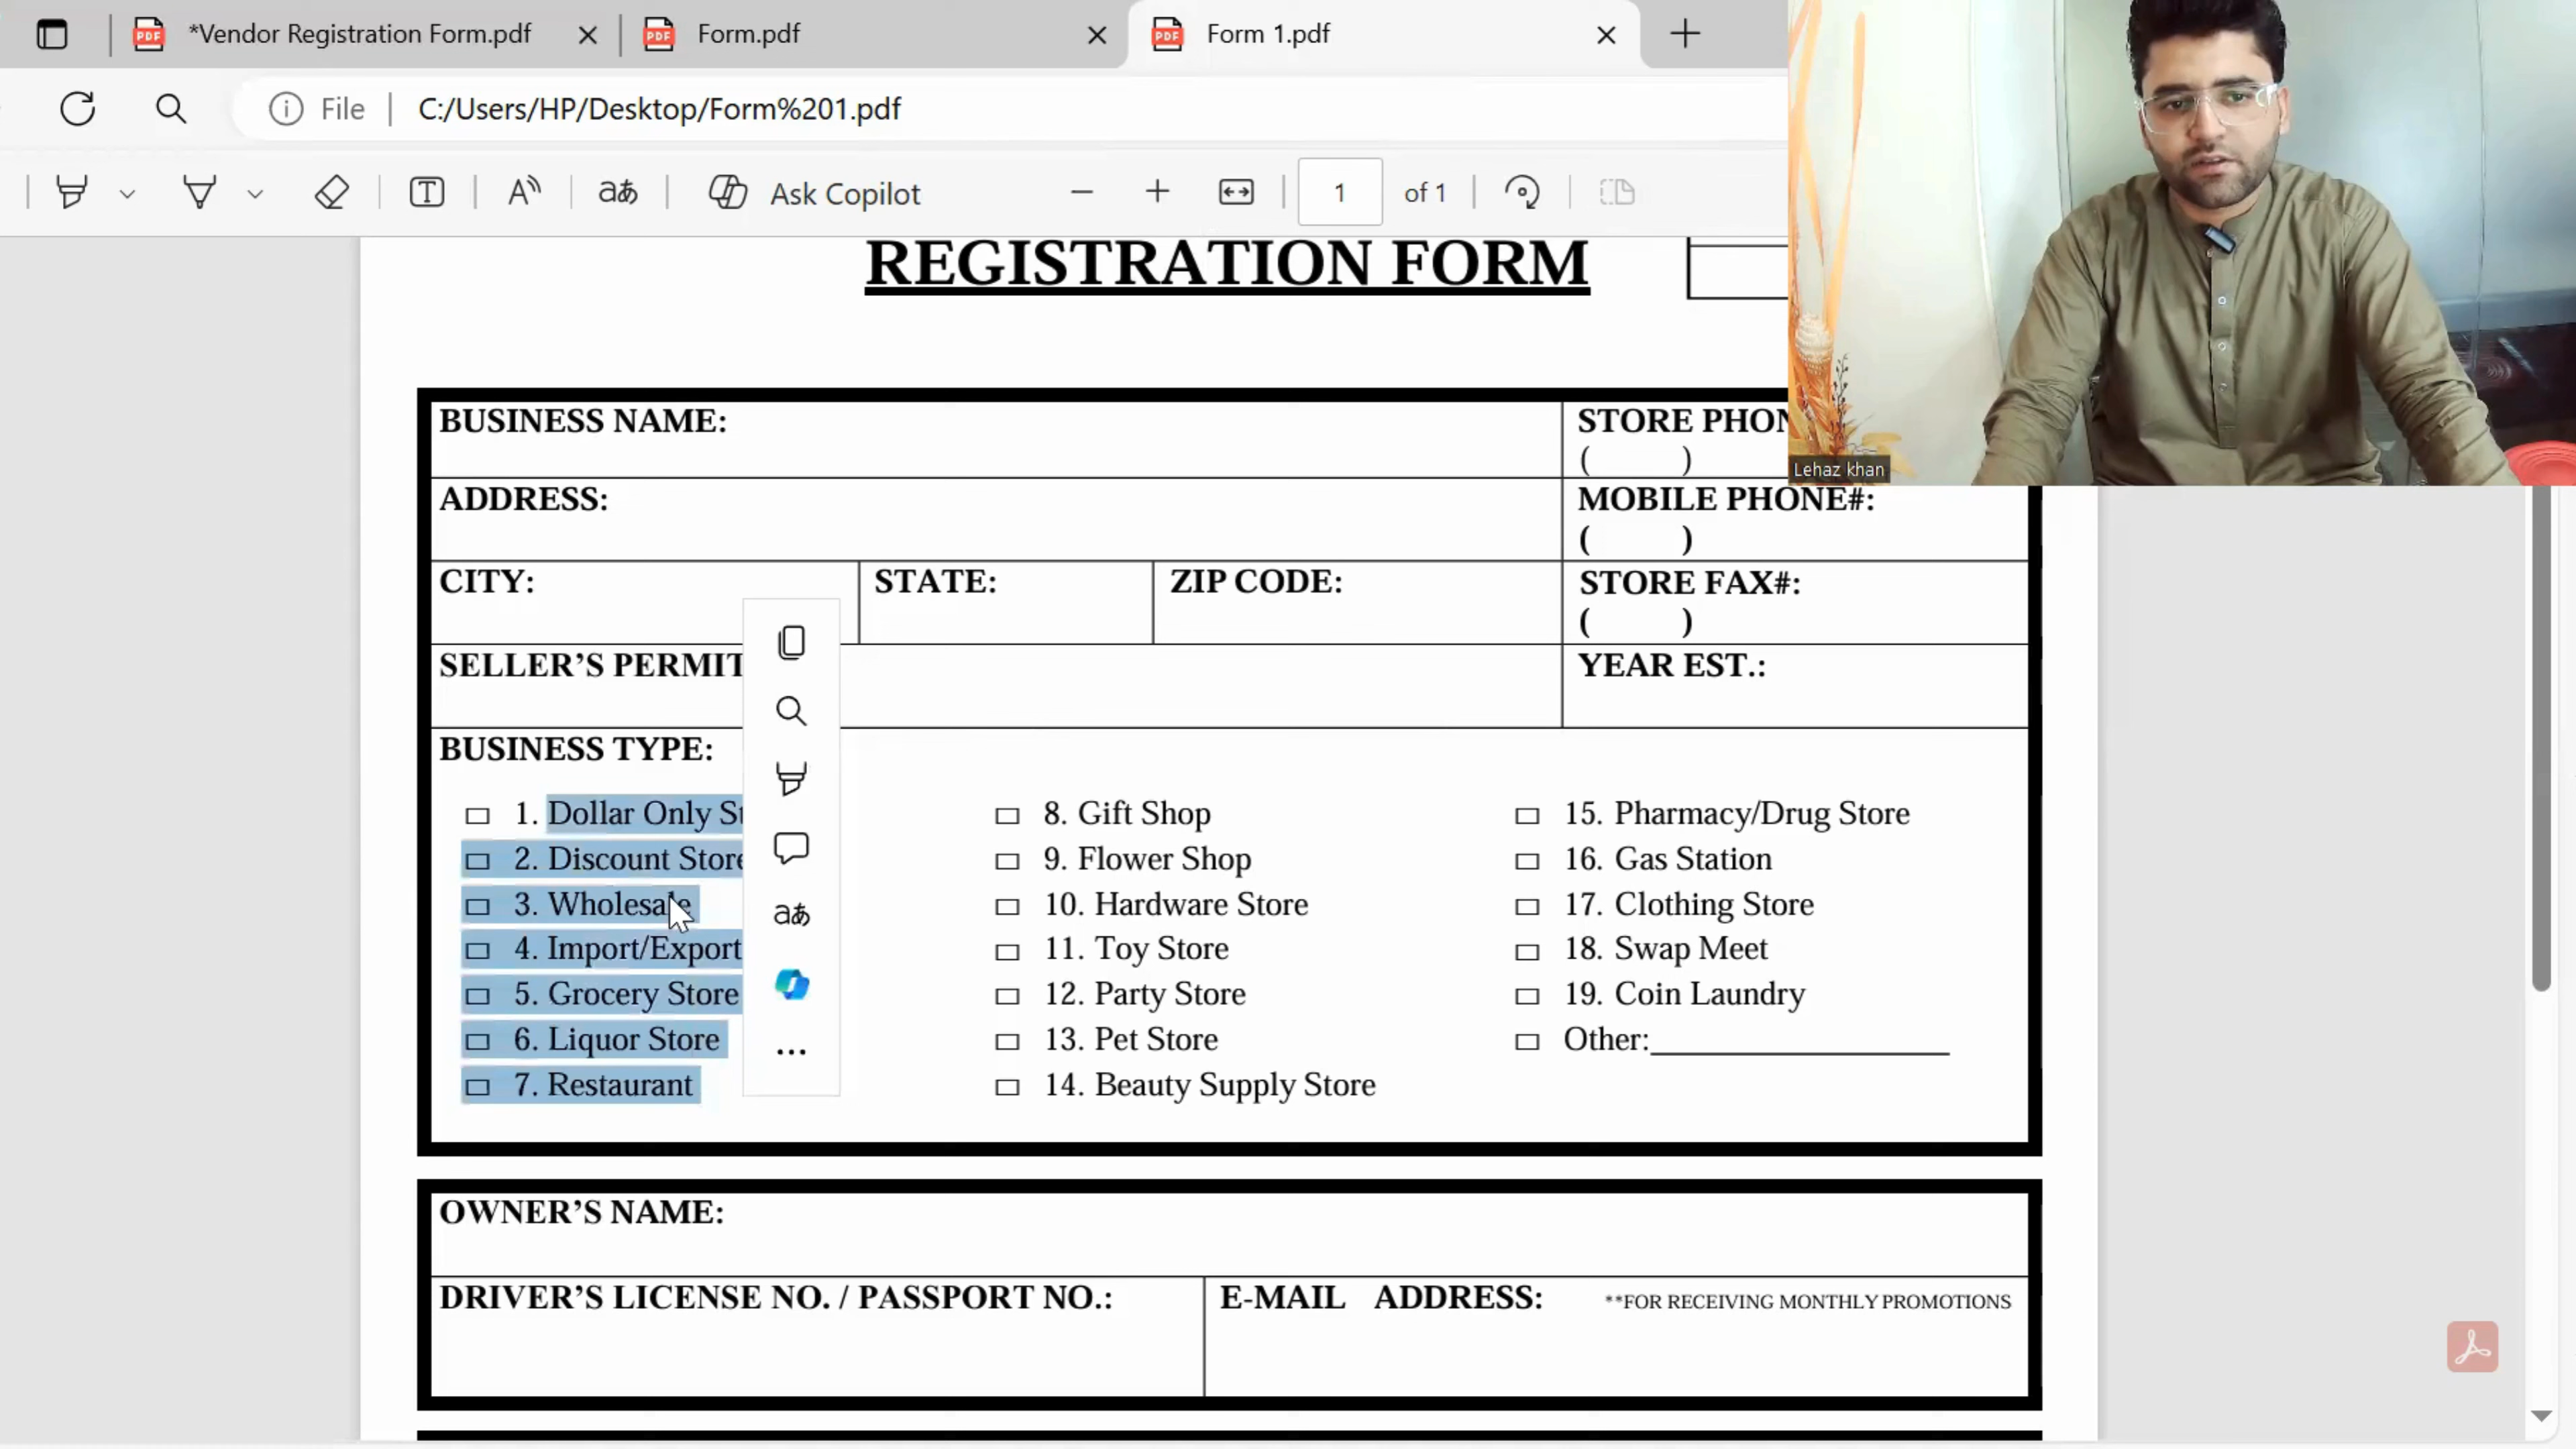 *Vendor Registration Form.pdf
Form.pdf
Form 1.pdf
File
C:/Users/HP/Desktop/Form%201.pdf
Ask Copilot
1
of 1
REGISTRATION FORM
BUSINESS NAME:
STORE PHON
( )
ADDRESS:
MOBILE PHONE#:
( )
CITY:
STATE:
ZIP CODE:
STORE FAX#:
( )
SELLER’S PERMIT
YEAR EST.:
BUSINESS TYPE:
1. Dollar Only St
2. Discount Store
3. Wholesale
4. Import/Export
5. Grocery Store
6. Liquor Store
7. Restaurant
8. Gift Shop
9. Flower Shop
10. Hardware Store
11. Toy Store
12. Party Store
13. Pet Store
14. Beauty Supply Store
15. Pharmacy/Drug Store
16. Gas Station
17. Clothing Store
18. Swap Meet
19. Coin Laundry
Other:
OWNER’S NAME:
DRIVER’S LICENSE NO. / PASSPORT NO.:
E-MAIL ADDRESS:
**FOR RECEIVING MONTHLY PROMOTIONS
Lehaz khan